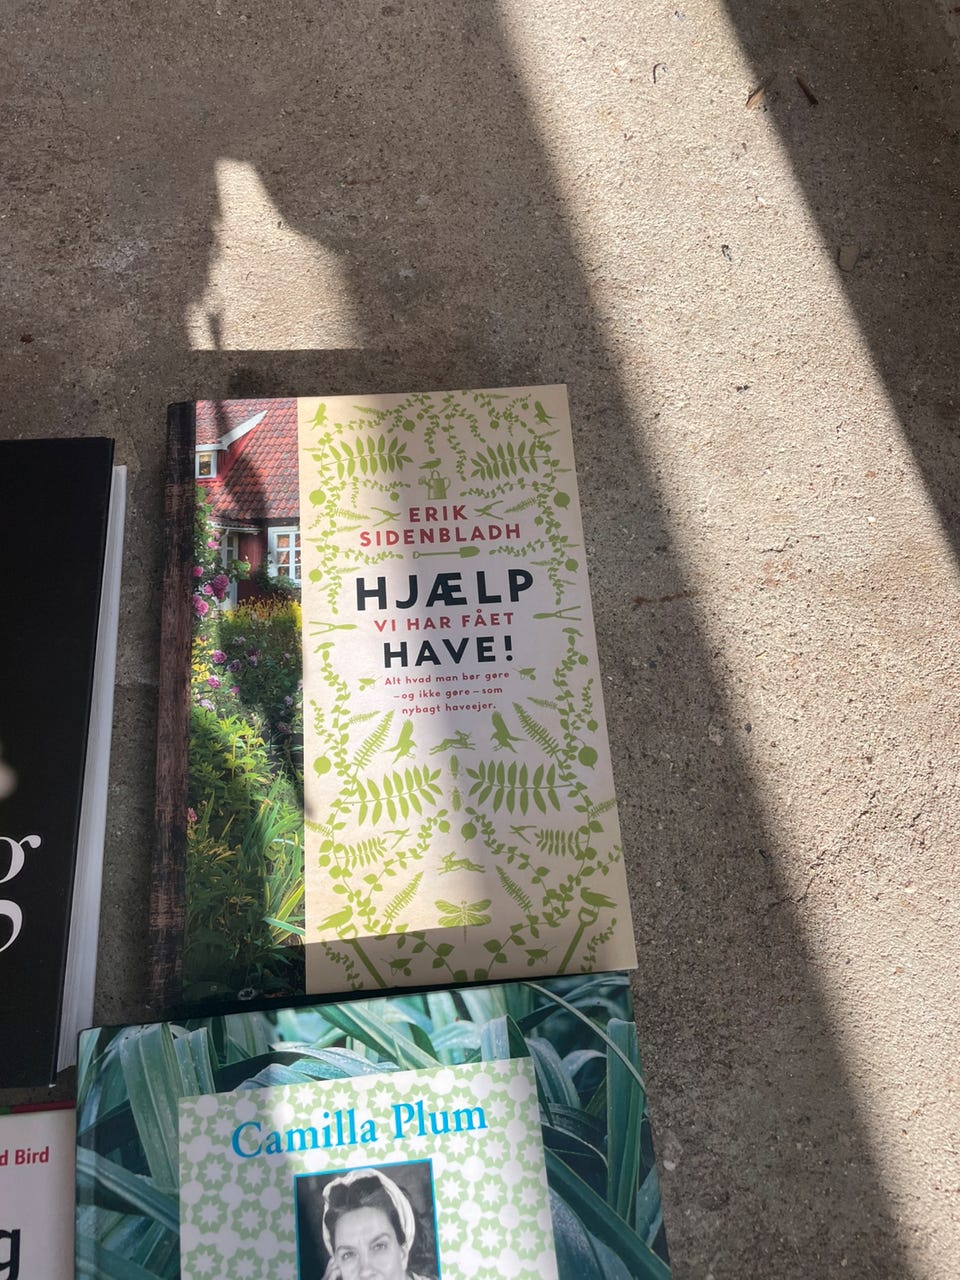 ERIK
SIDENBLADH
HJÆLP
VI HAR FÅET
HAVE!
Alt hvad man bør gøre
– og ikke gøre – som
nybagt haveejer.
Camilla Plum
g
d Bird
g